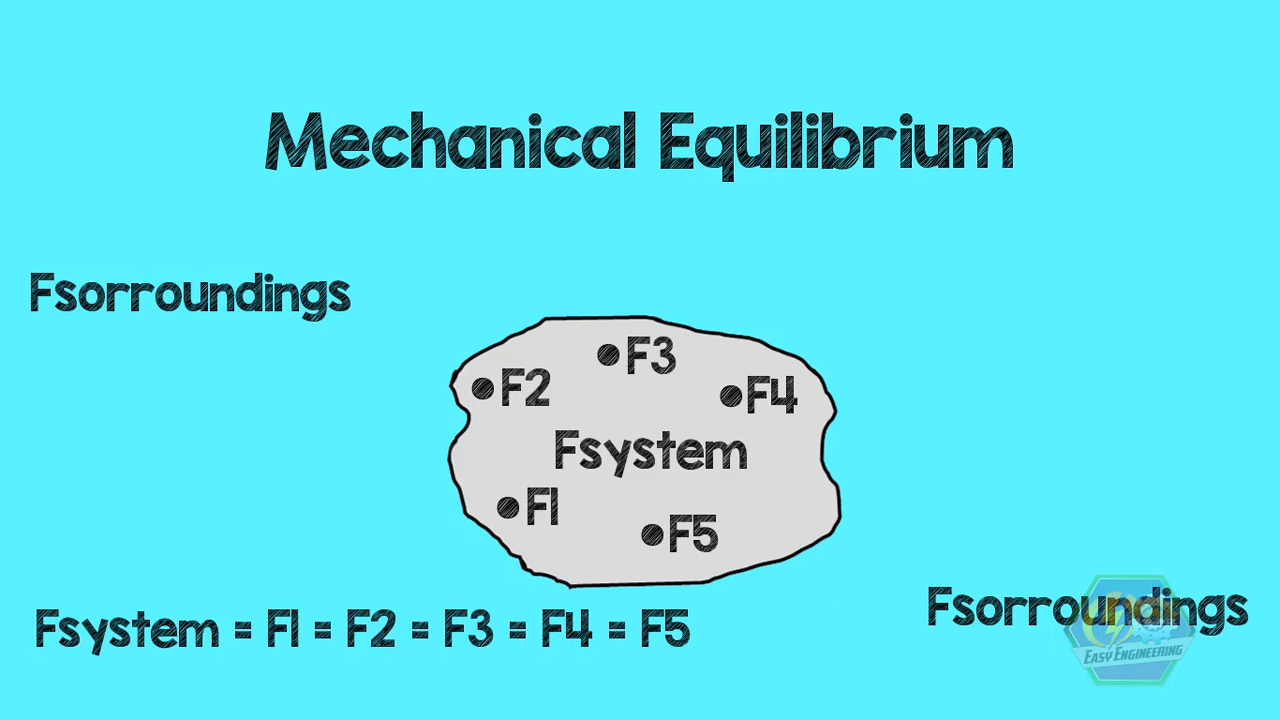 Mechanical Equilibrium
Fsorroundings
F3
F2
F4
Fsystem
F1
F5
Fsystem = F1 = F2 = F3 = F4 = F5
Fsorroundings
EASY ENGINEERING